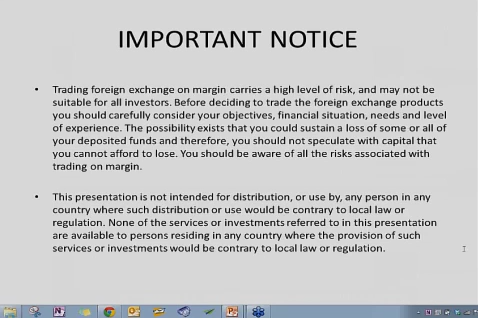 IMPORTANT NOTICE
• Trading foreign exchange on margin carries a high level of risk, and may not be
suitable for all investors. Before deciding to trade the foreign exchange products
you should carefully consider your objectives, financial situation, needs and level
of experience. The possibility exists that you could sustain a loss of some or all of
your deposited funds and therefore, you should not speculate with capital that
you cannot afford to lose. You should be aware of all the risks associated with
trading on margin.
• This presentation is not intended for distribution, or use by, any person in any
country where such distribution or use would be contrary to local law or
regulation. None of the services or investments referred to in this presentation
are available to persons residing in any country where the provision of such
services or investments would be contrary to local law or regulation.